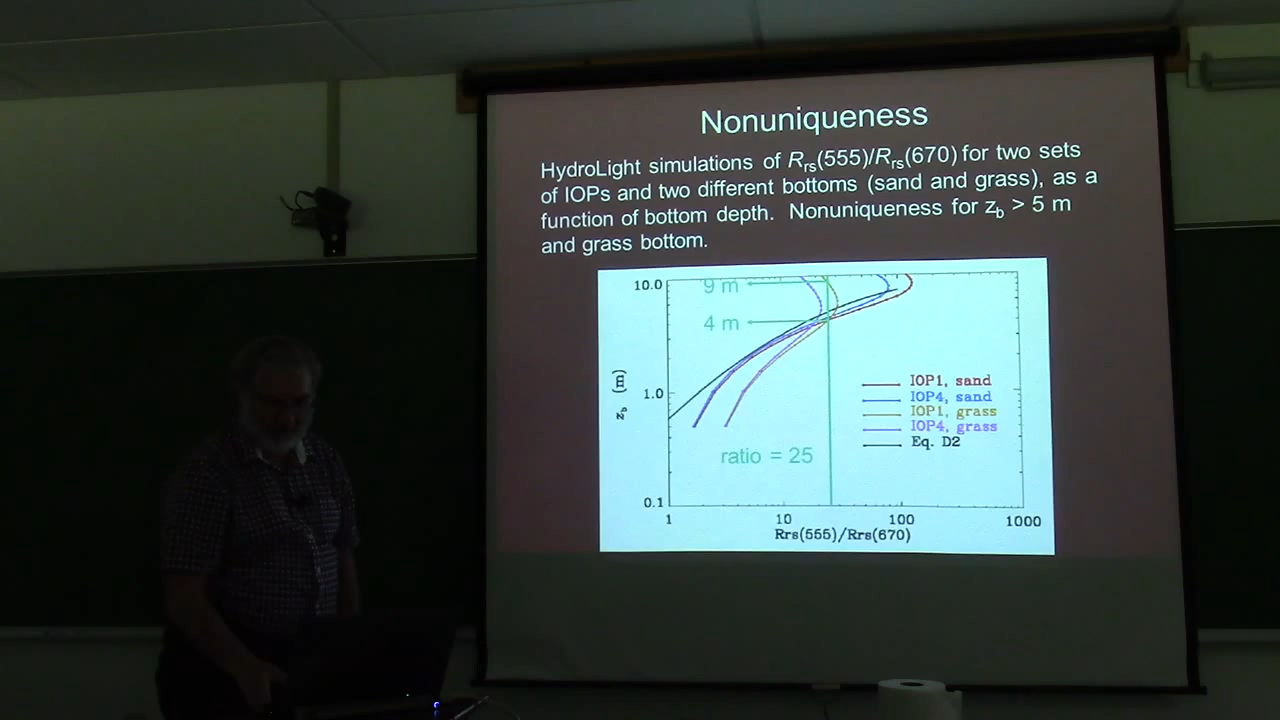 Nonuniqueness
HydroLight simulations of Rrs(555)/Rrs(670) for two sets
of IOPs and two different bottoms (sand and grass), as a
function of bottom depth. Nonuniqueness for zb > 5 m
and grass bottom.
10.0
9 m
4 m
zb (m)
1.0
IOP1, sand
IOP4, sand
IOP1, grass
IOP4, grass
Eq. D2
ratio = 25
0.1
1 10 100 1000
Rrs(555)/Rrs(670)